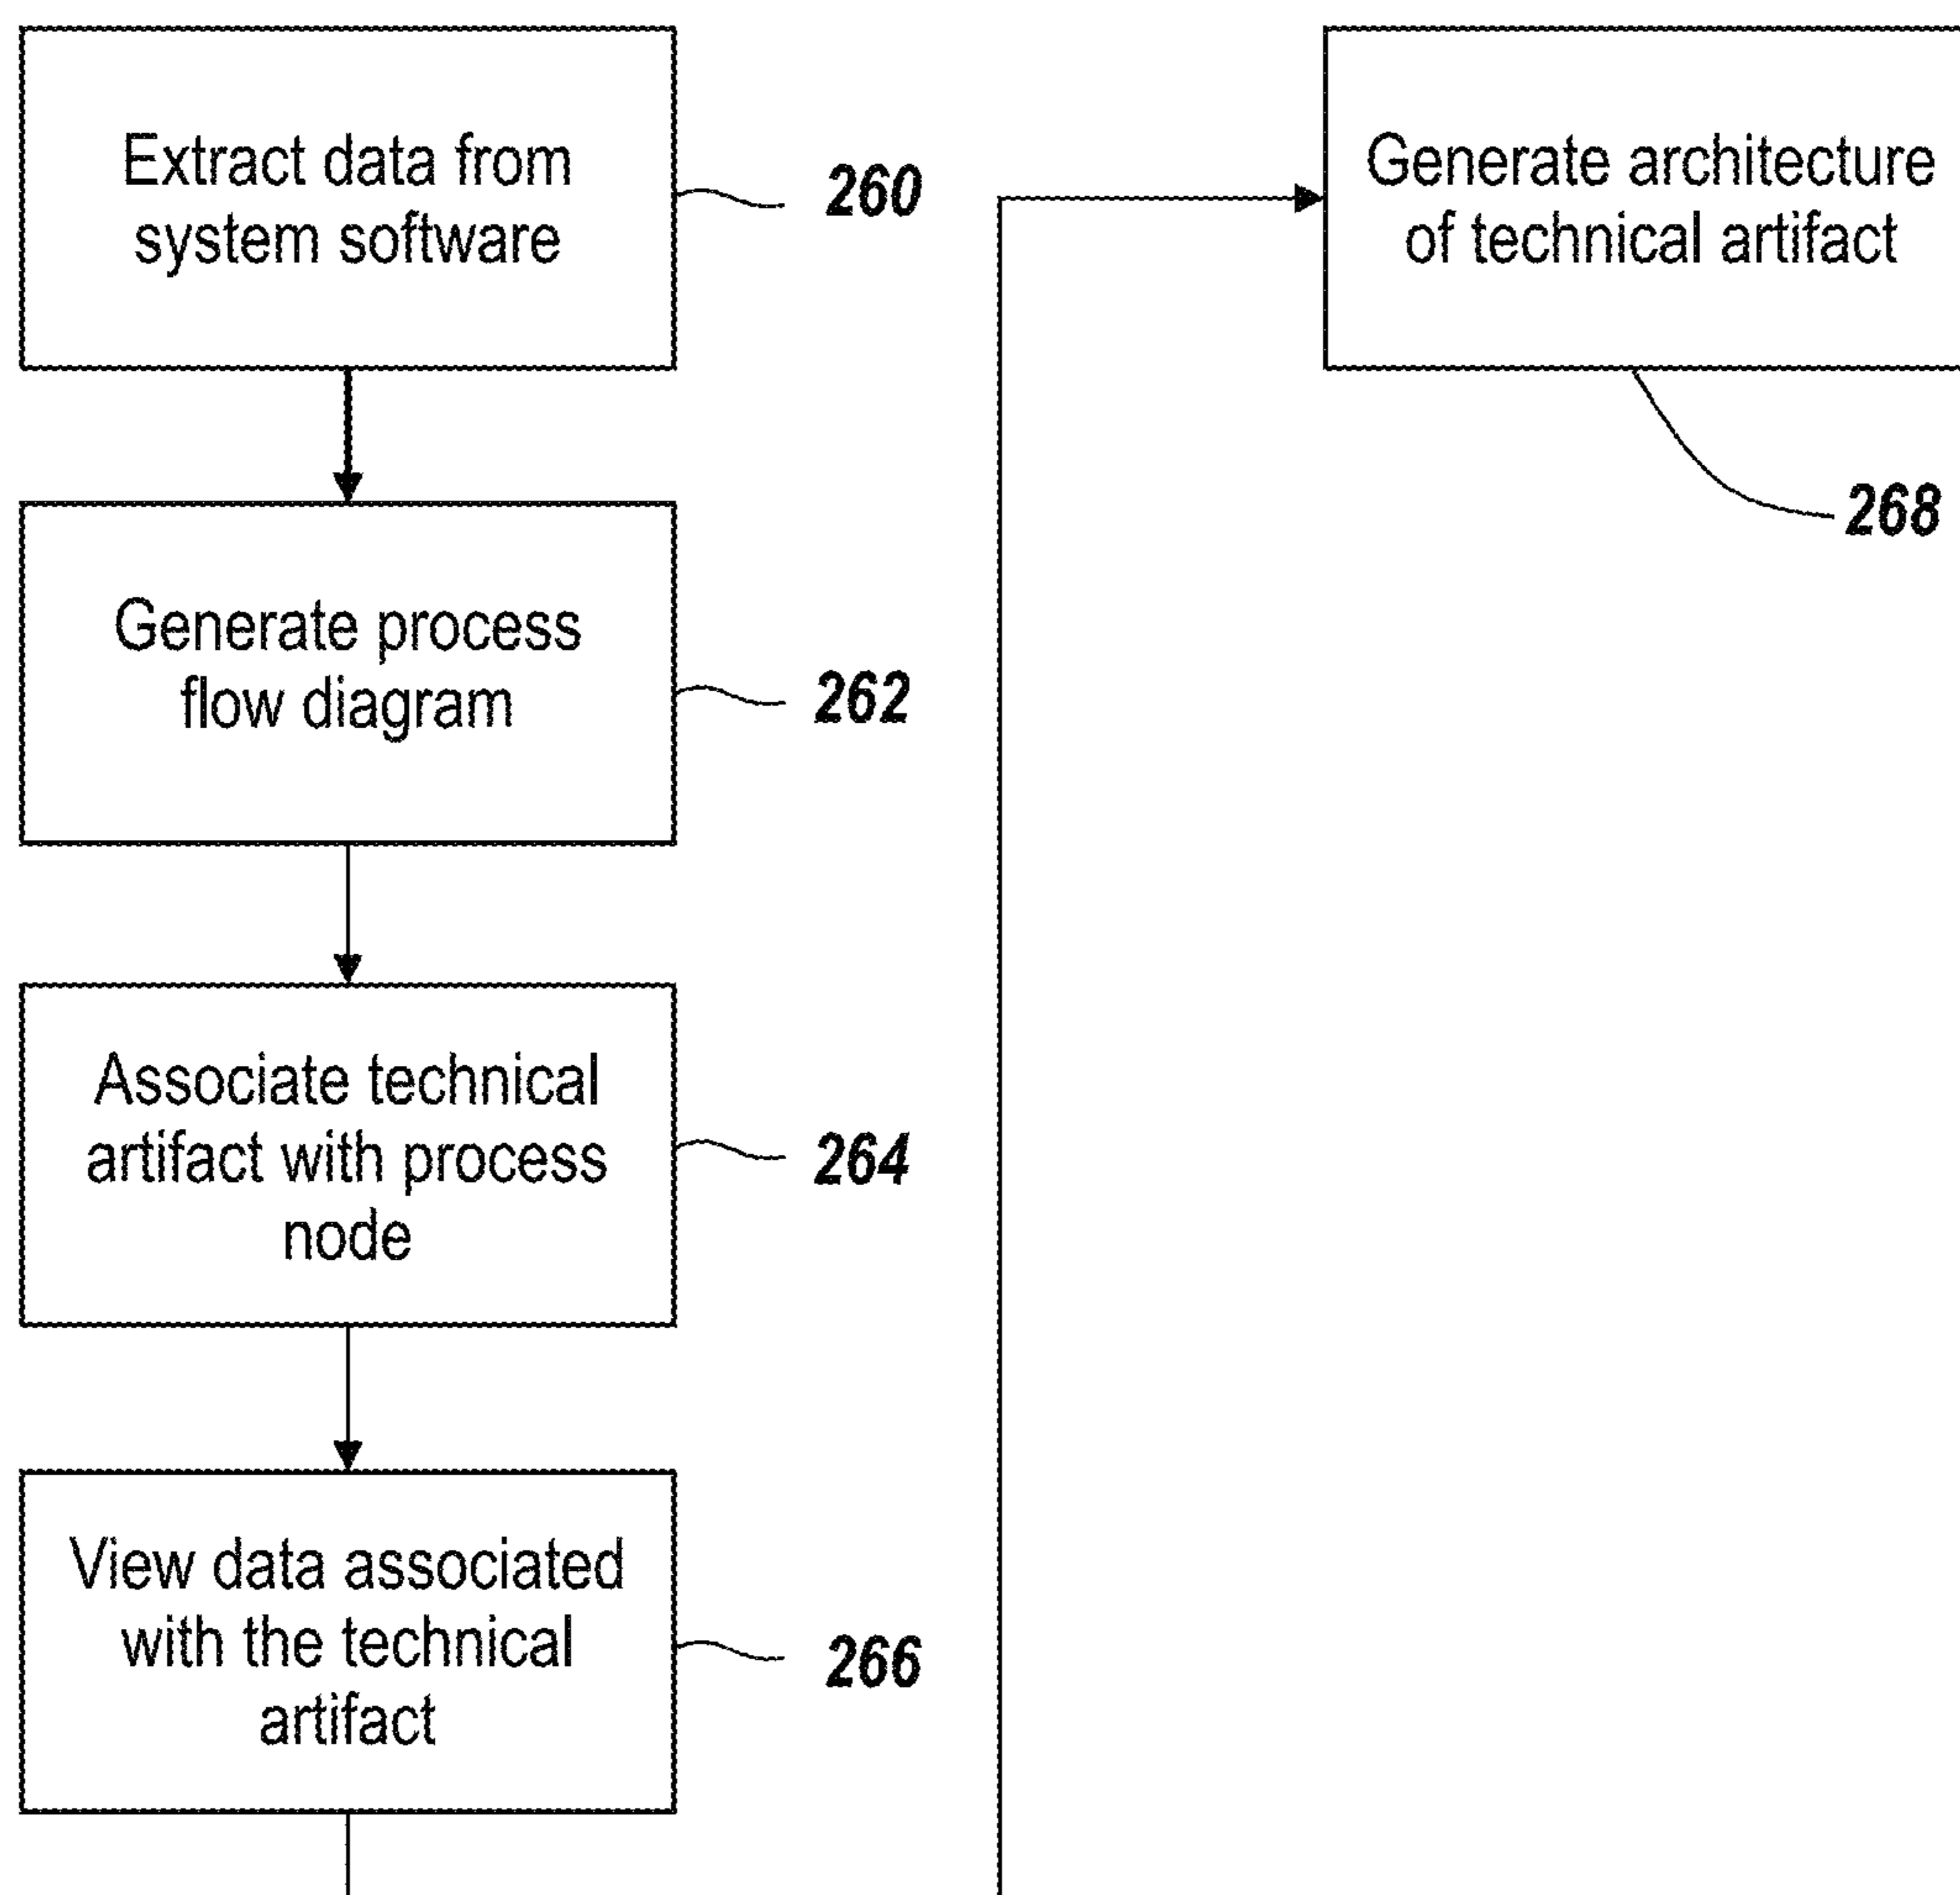 Extract data from
system software
260
Generate process
flow diagram
262
Associate technical
artifact with process
node
264
View data associated
with the technical
artifact
266
Generate architecture
of technical artifact
268